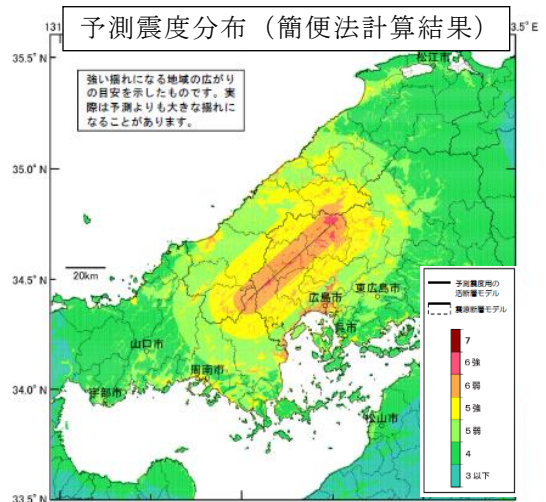 予測震度分布（簡便法計算結果）
3.5°E
35.5°N
松江市
強い揺れになる地域の広がり
の目安を示したものです。実
際は予測よりも大きな揺れに
なることがあります。
35.0°N
20km
34.5°N
広島市
東広島市
呉市
山口市
周南市
34.0°N
宇部市
松山市
33.5°N
予測震度用の
活断層モデル
震源断層モデル
7
6強
6弱
5強
5弱
4
3以下